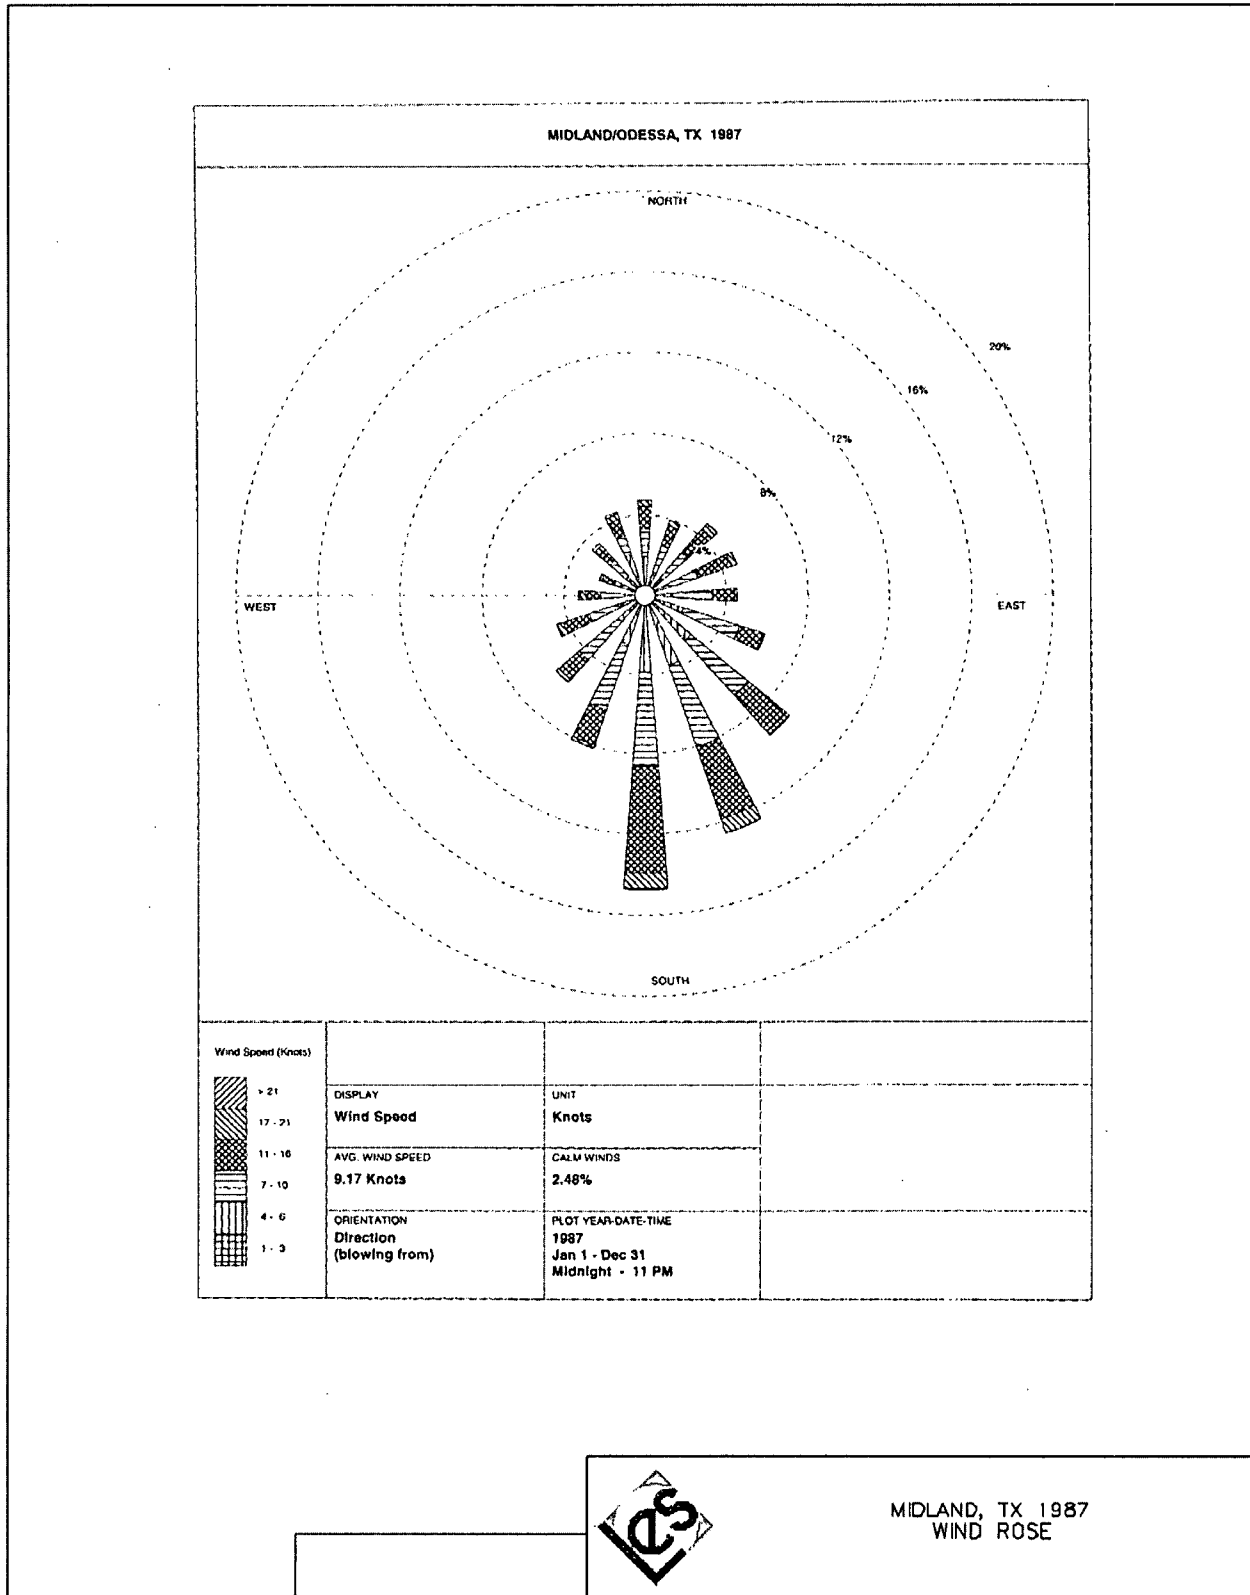 MIDLAND/ODESSA, TX 1987
NORTH
20%
16%
12%
8%
4%
WEST
EAST
SOUTH
Wind Speed (Knots)
> 21
17 - 21
11 - 16
7 - 10
4 - 6
1 - 3
DISPLAY
Wind Speed
UNIT
Knots
AVG. WIND SPEED
9.17 Knots
CALM WINDS
2.48%
ORIENTATION
Direction
(blowing from)
PLOT YEAR-DATE-TIME
1987
Jan 1 - Dec 31
Midnight - 11 PM
Les
MIDLAND, TX 1987
WIND ROSE